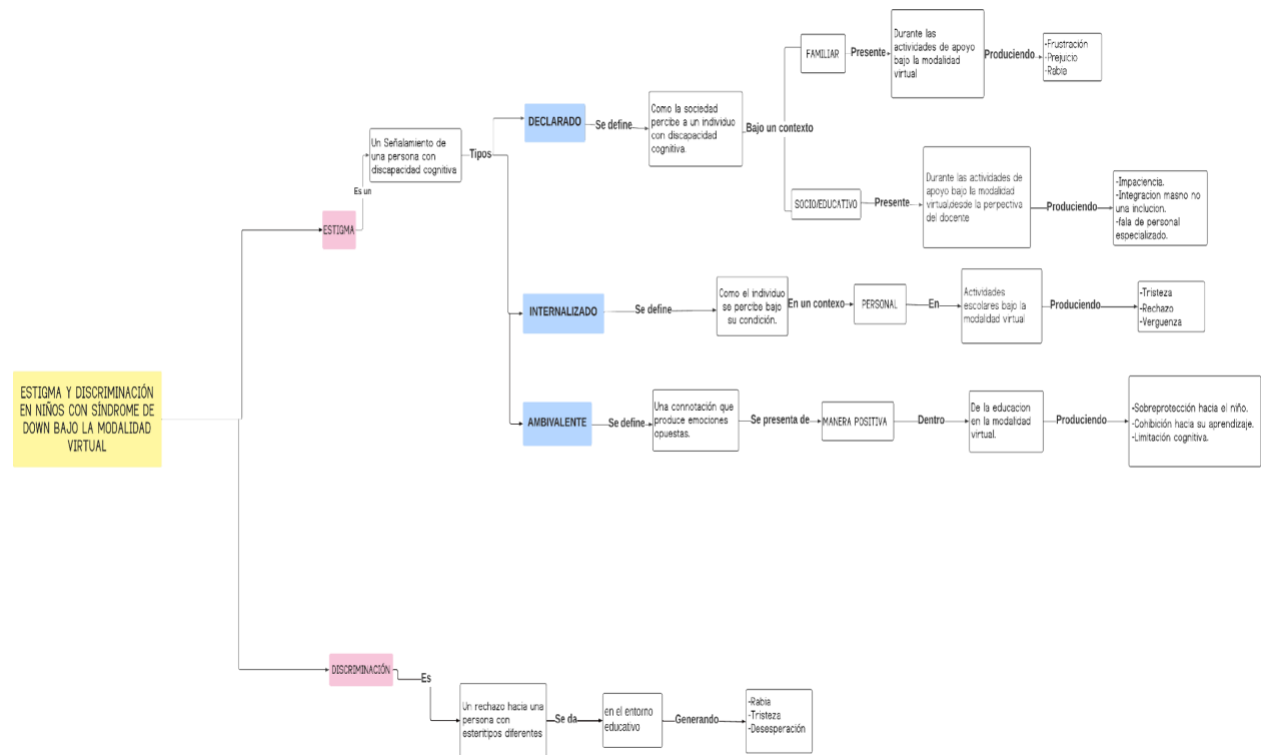 ESTIGMA Y DISCRIMINACIÓN
EN NIÑOS CON SÍNDROME DE
DOWN BAJO LA MODALIDAD
VIRTUAL
ESTIGMA
Es un
Un Señalamiento de
una persona con
discapacidad cognitiva
Tipos
DECLARADO
Se define
Como la sociedad
percibe a un individuo
con discapacidad
cognitiva.
Bajo un contexto
FAMILIAR
Presente
Durante las
actividades de apoyo
bajo la modalidad
virtual
Produciendo
-Frustración
-Prejuicio
-Rabia
SOCIO/EDUCATIVO
Presente
Durante las actividades de
apoyo bajo la modalidad
virtual,desde la perpectiva
del docente
Produciendo
-Impaciencia.
-Integracion masno no
una inclucion.
-fala de personal
especializado.
INTERNALIZADO
Se define
Como el individuo
se percibe bajo
su condición.
En un contexo
PERSONAL
En
Actividades
escolares bajo la
modalidad virtual
Produciendo
-Tristeza
-Rechazo
-Verguenza
AMBIVALENTE
Se define
Una connotación que
produce emociones
opuestas.
Se presenta de
MANERA POSITIVA
Dentro
De la educacion
en la modalidad
virtual.
Produciendo
-Sobreprotección hacia el niño.
-Cohibición hacia su aprendizaje.
-Limitación cognitiva.
DISCRIMINACIÓN
Es
Un rechazo hacia una
persona con
esteritipos diferentes
Se da
en el entorno
educativo
Generando
-Rabia
-Tristeza
-Desesperación